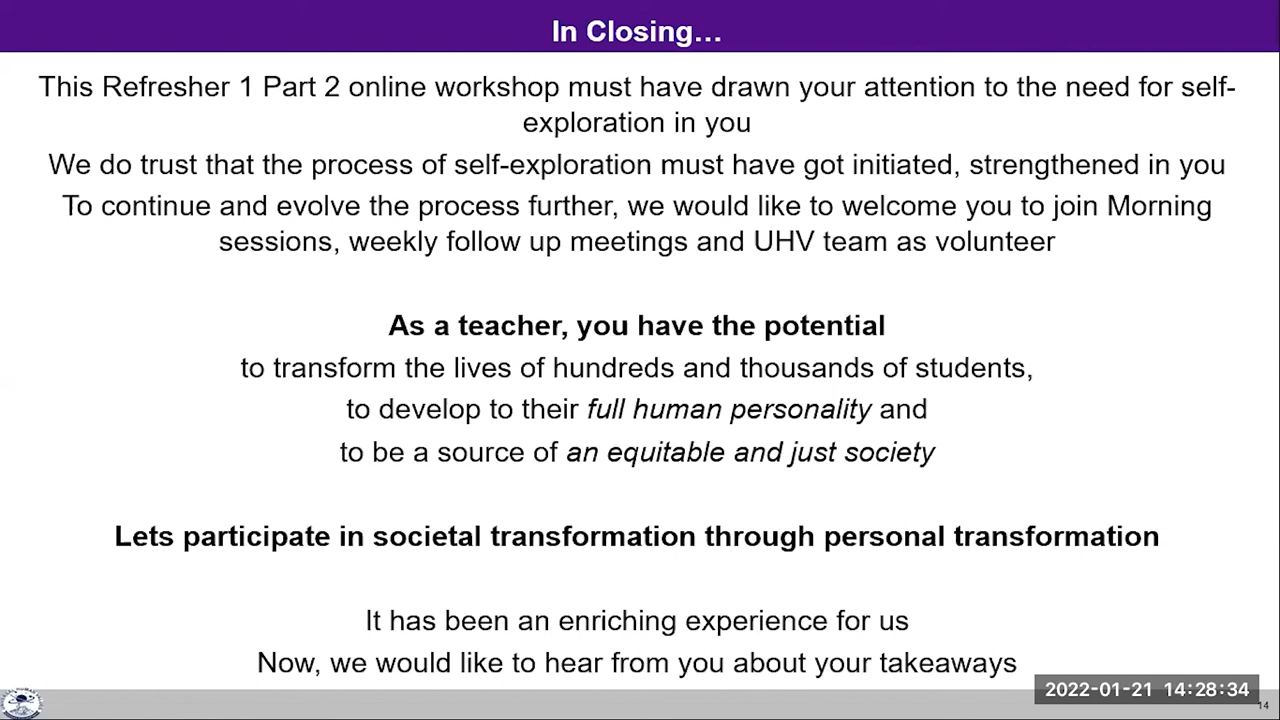 In Closing…
This Refresher 1 Part 2 online workshop must have drawn your attention to the need for self-
exploration in you
We do trust that the process of self-exploration must have got initiated, strengthened in you
To continue and evolve the process further, we would like to welcome you to join Morning
sessions, weekly follow up meetings and UHV team as volunteer
As a teacher, you have the potential
to transform the lives of hundreds and thousands of students,
to develop to their full human personality and
to be a source of an equitable and just society
Lets participate in societal transformation through personal transformation
It has been an enriching experience for us
Now, we would like to hear from you about your takeaways
2022-01-21 14:28:34
14